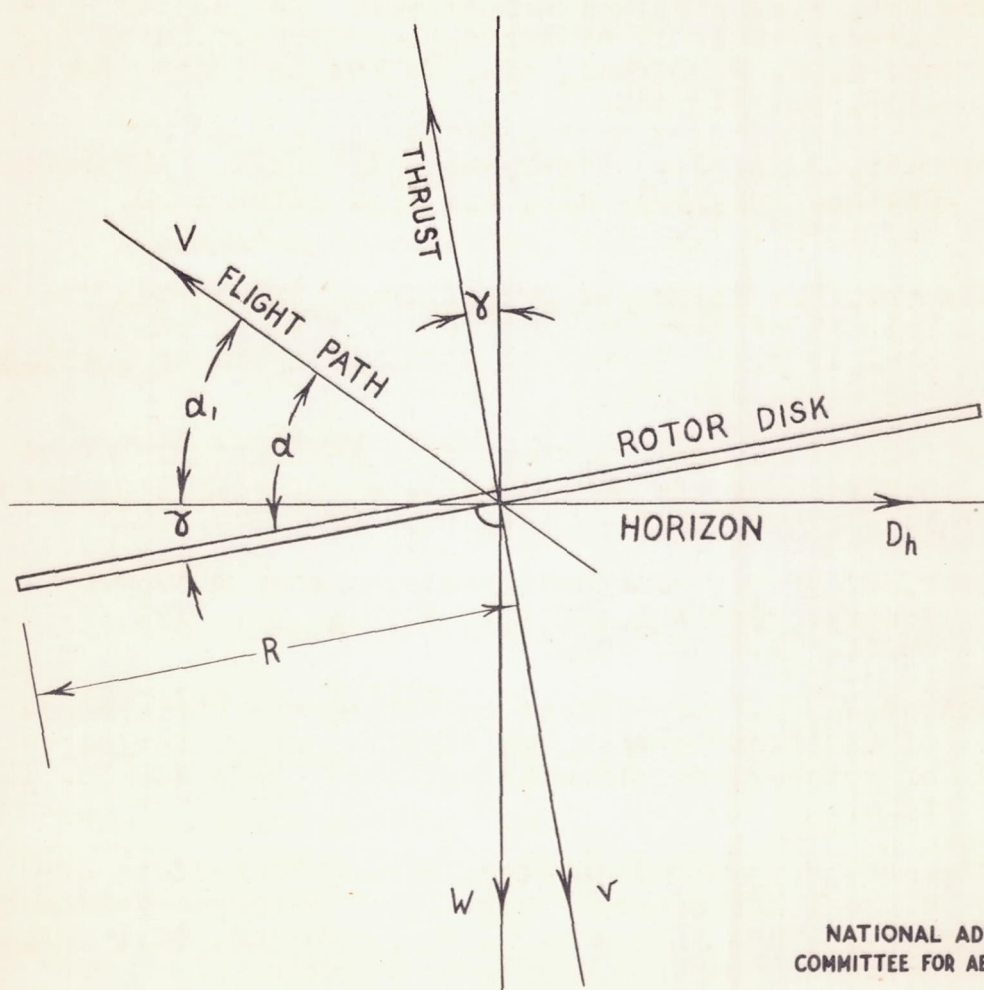 THRUST
V
FLIGHT PATH
γ
α₁
α
ROTOR DISK
γ
HORIZON
Dₕ
R
W
v
NATIONAL AD
COMMITTEE FOR AE